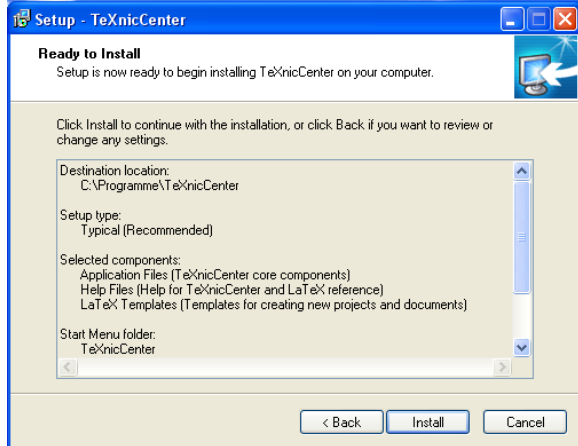 Setup - TeXnicCenter
Ready to Install
Setup is now ready to begin installing TeXnicCenter on your computer.
Click Install to continue with the installation, or click Back if you want to review or
change any settings.
Destination location:
C:\Programme\TeXnicCenter
Setup type:
Typical (Recommended)
Selected components:
Application Files (TeXnicCenter core components)
Help Files (Help for TeXnicCenter and LaTeX reference)
LaTeX Templates (Templates for creating new projects and documents)
Start Menu folder:
TeXnicCenter
< Back Install Cancel